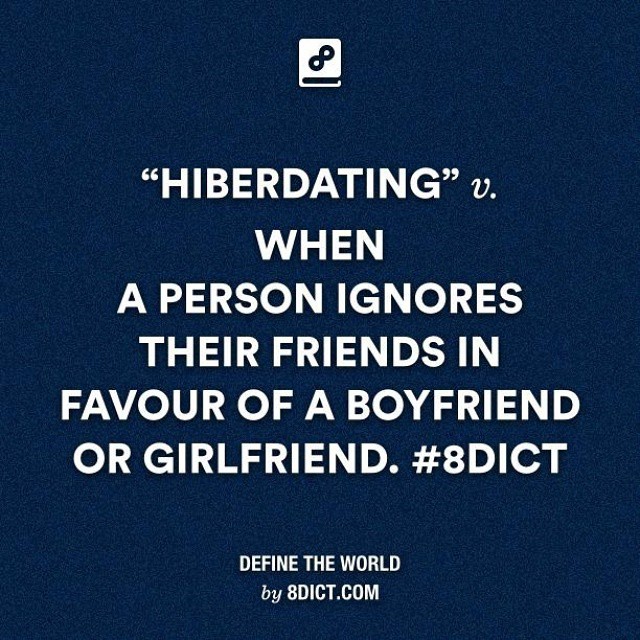 “HIBERDATING” v.
WHEN
A PERSON IGNORES
THEIR FRIENDS IN
FAVOUR OF A BOYFRIEND
OR GIRLFRIEND. #8DICT
DEFINE THE WORLD
by 8DICT.COM